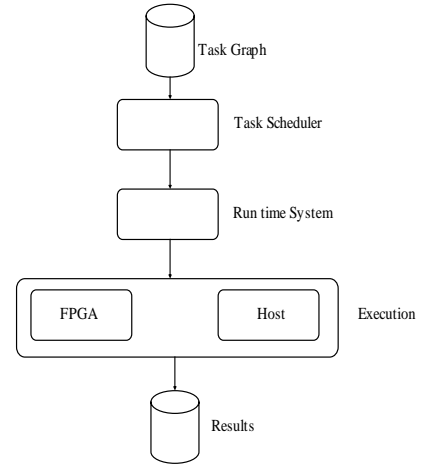 Task Graph
Task Scheduler
Run time System
FPGA
Host
Execution
Results